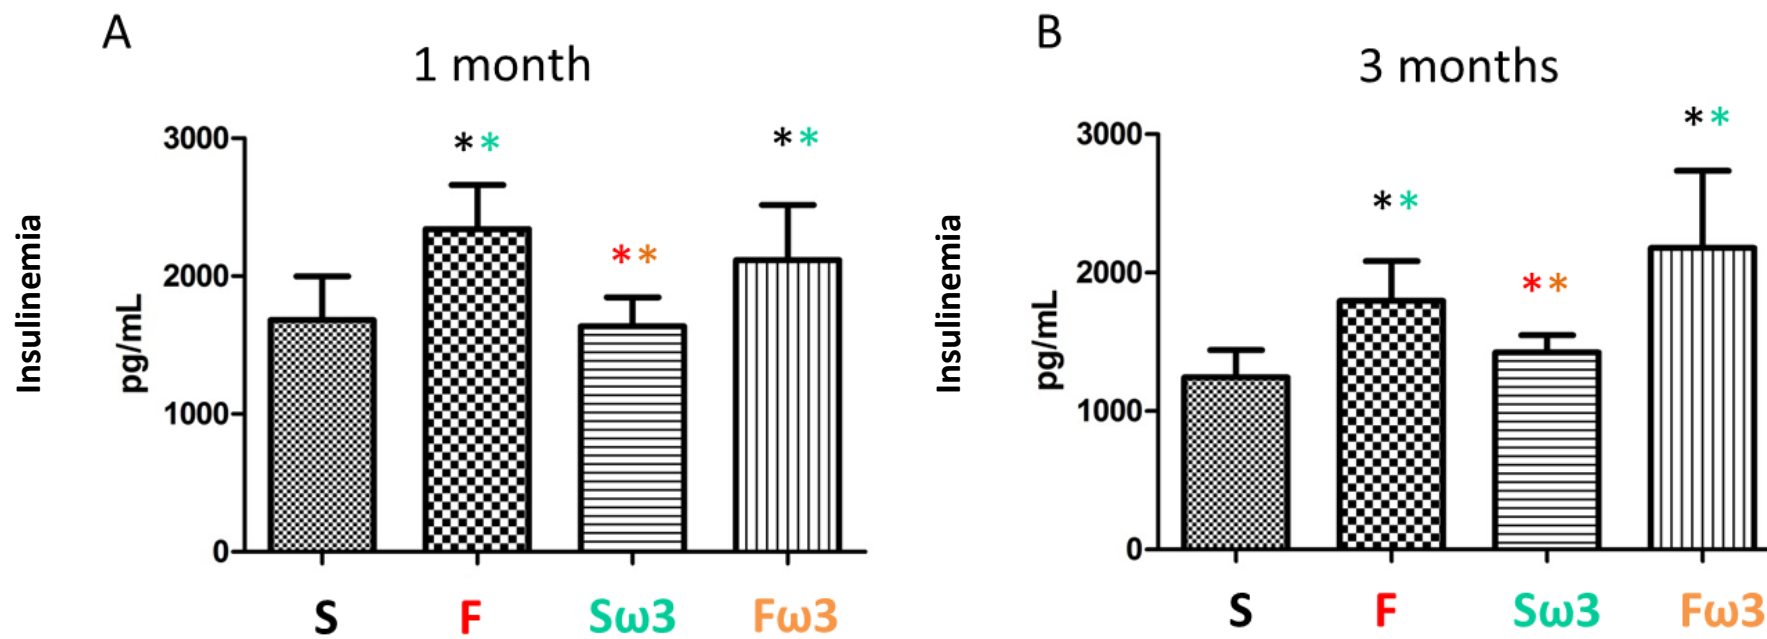 A
1 month
Insulinemia
pg/mL
3000
2000
1000
0
* *
* *
* *
S F Sω3 Fω3
B
3 months
Insulinemia
pg/mL
3000
2000
1000
0
* *
* *
* *
S F Sω3 Fω3